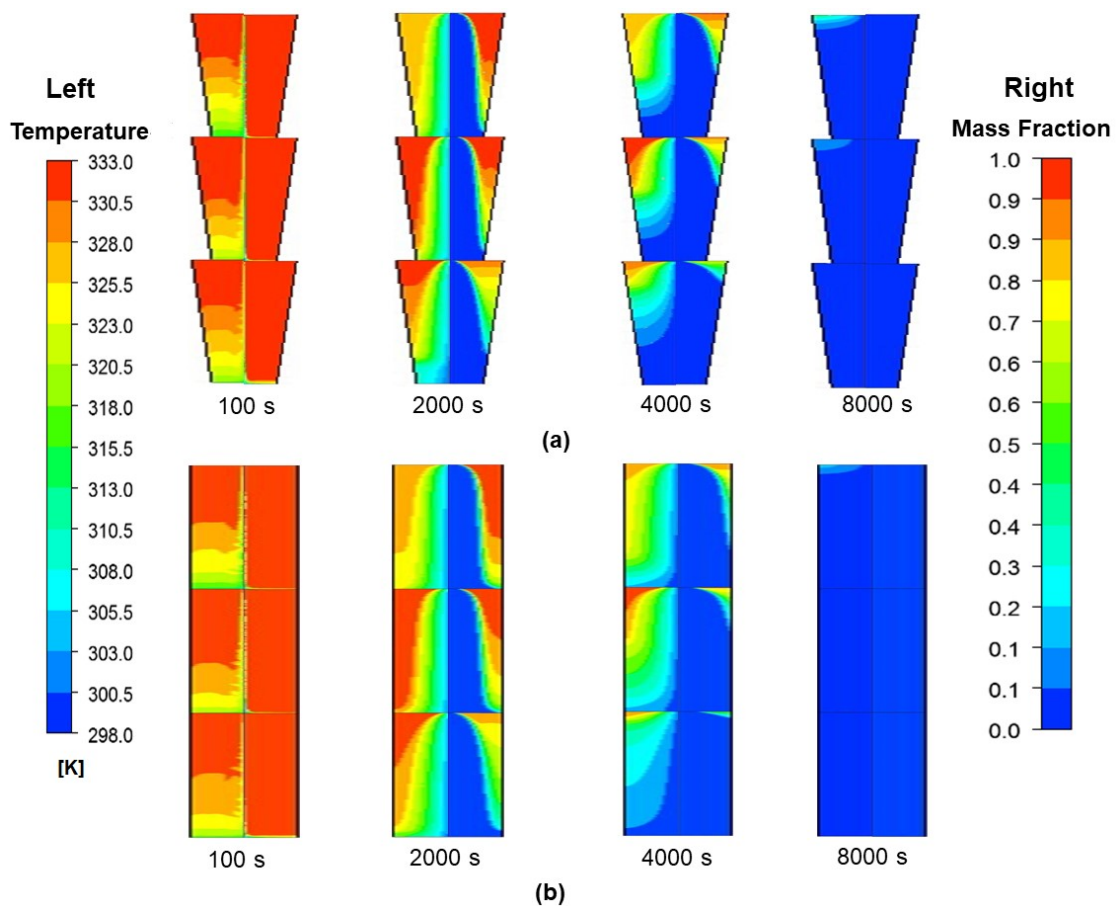 Left
Temperature
333.0
330.5
328.0
325.5
323.0
320.5
318.0
315.5
313.0
310.5
308.0
305.5
303.0
300.5
298.0
[K]
100 s
2000 s
4000 s
8000 s
(a)
100 s
2000 s
4000 s
8000 s
(b)
Right
Mass Fraction
1.0
0.9
0.9
0.8
0.7
0.6
0.6
0.5
0.4
0.4
0.3
0.2
0.1
0.1
0.0